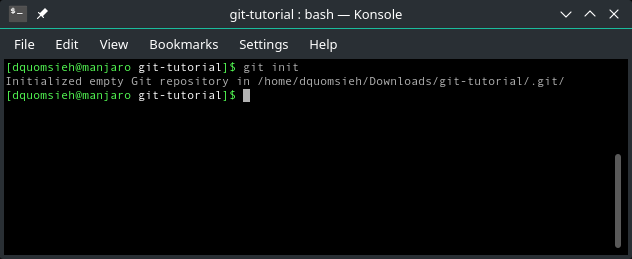 git-tutorial : bash — Konsole
File Edit View Bookmarks Settings Help
[dquomsieh@manjaro git-tutorial]$ git init
Initialized empty Git repository in /home/dquomsieh/Downloads/git-tutorial/.git/
[dquomsieh@manjaro git-tutorial]$